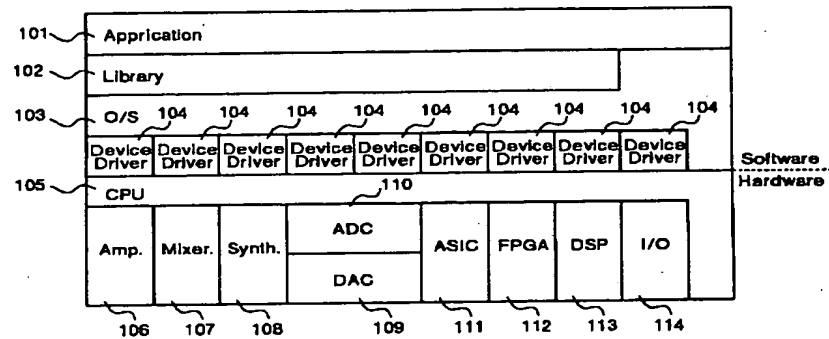 101 Apprication
102 Library
103 O/S 104 104 104 104 104 104 104 104 104
Device Driver Device Driver Device Driver Device Driver Device Driver Device Driver Device Driver Device Driver Device Driver
Software
Hardware
105 CPU 110
Amp. Mixer. Synth. ADC ASIC FPGA DSP I/O
DAC
106 107 108 109 111 112 113 114